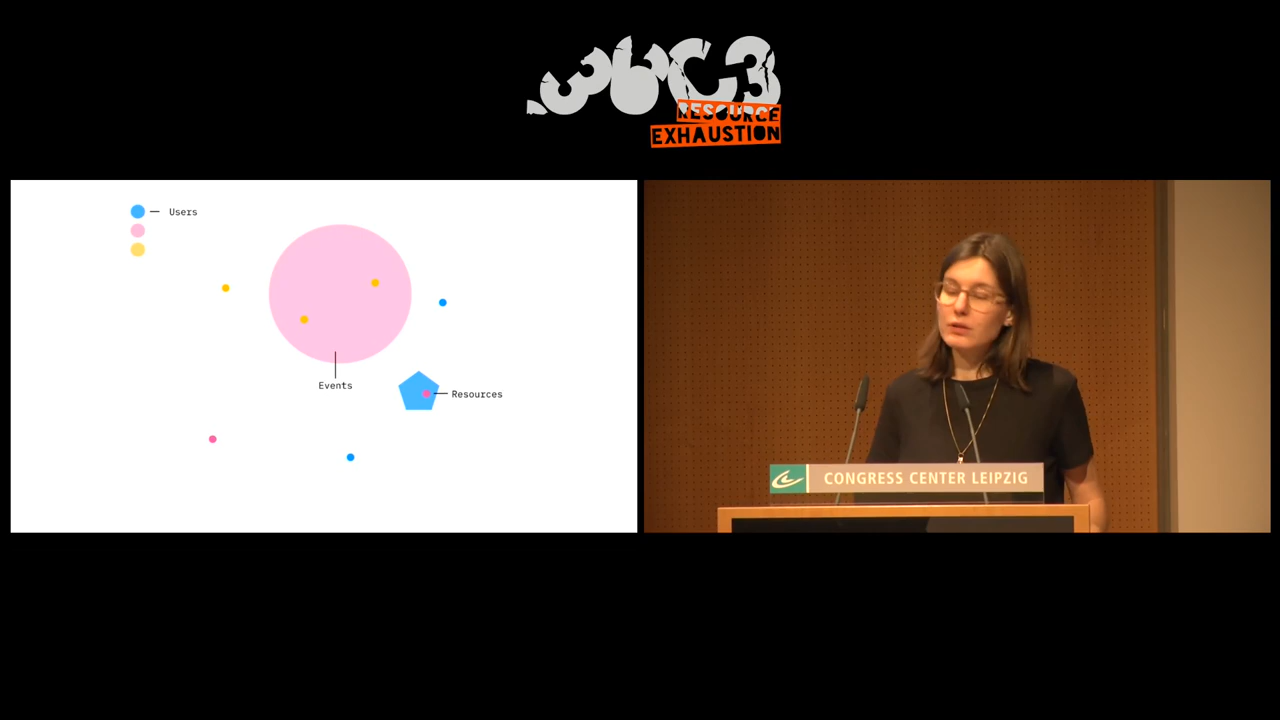 36C3
RESOURCE
EXHAUSTION
Users
Events
Resources
CONGRESS CENTER LEIPZIG